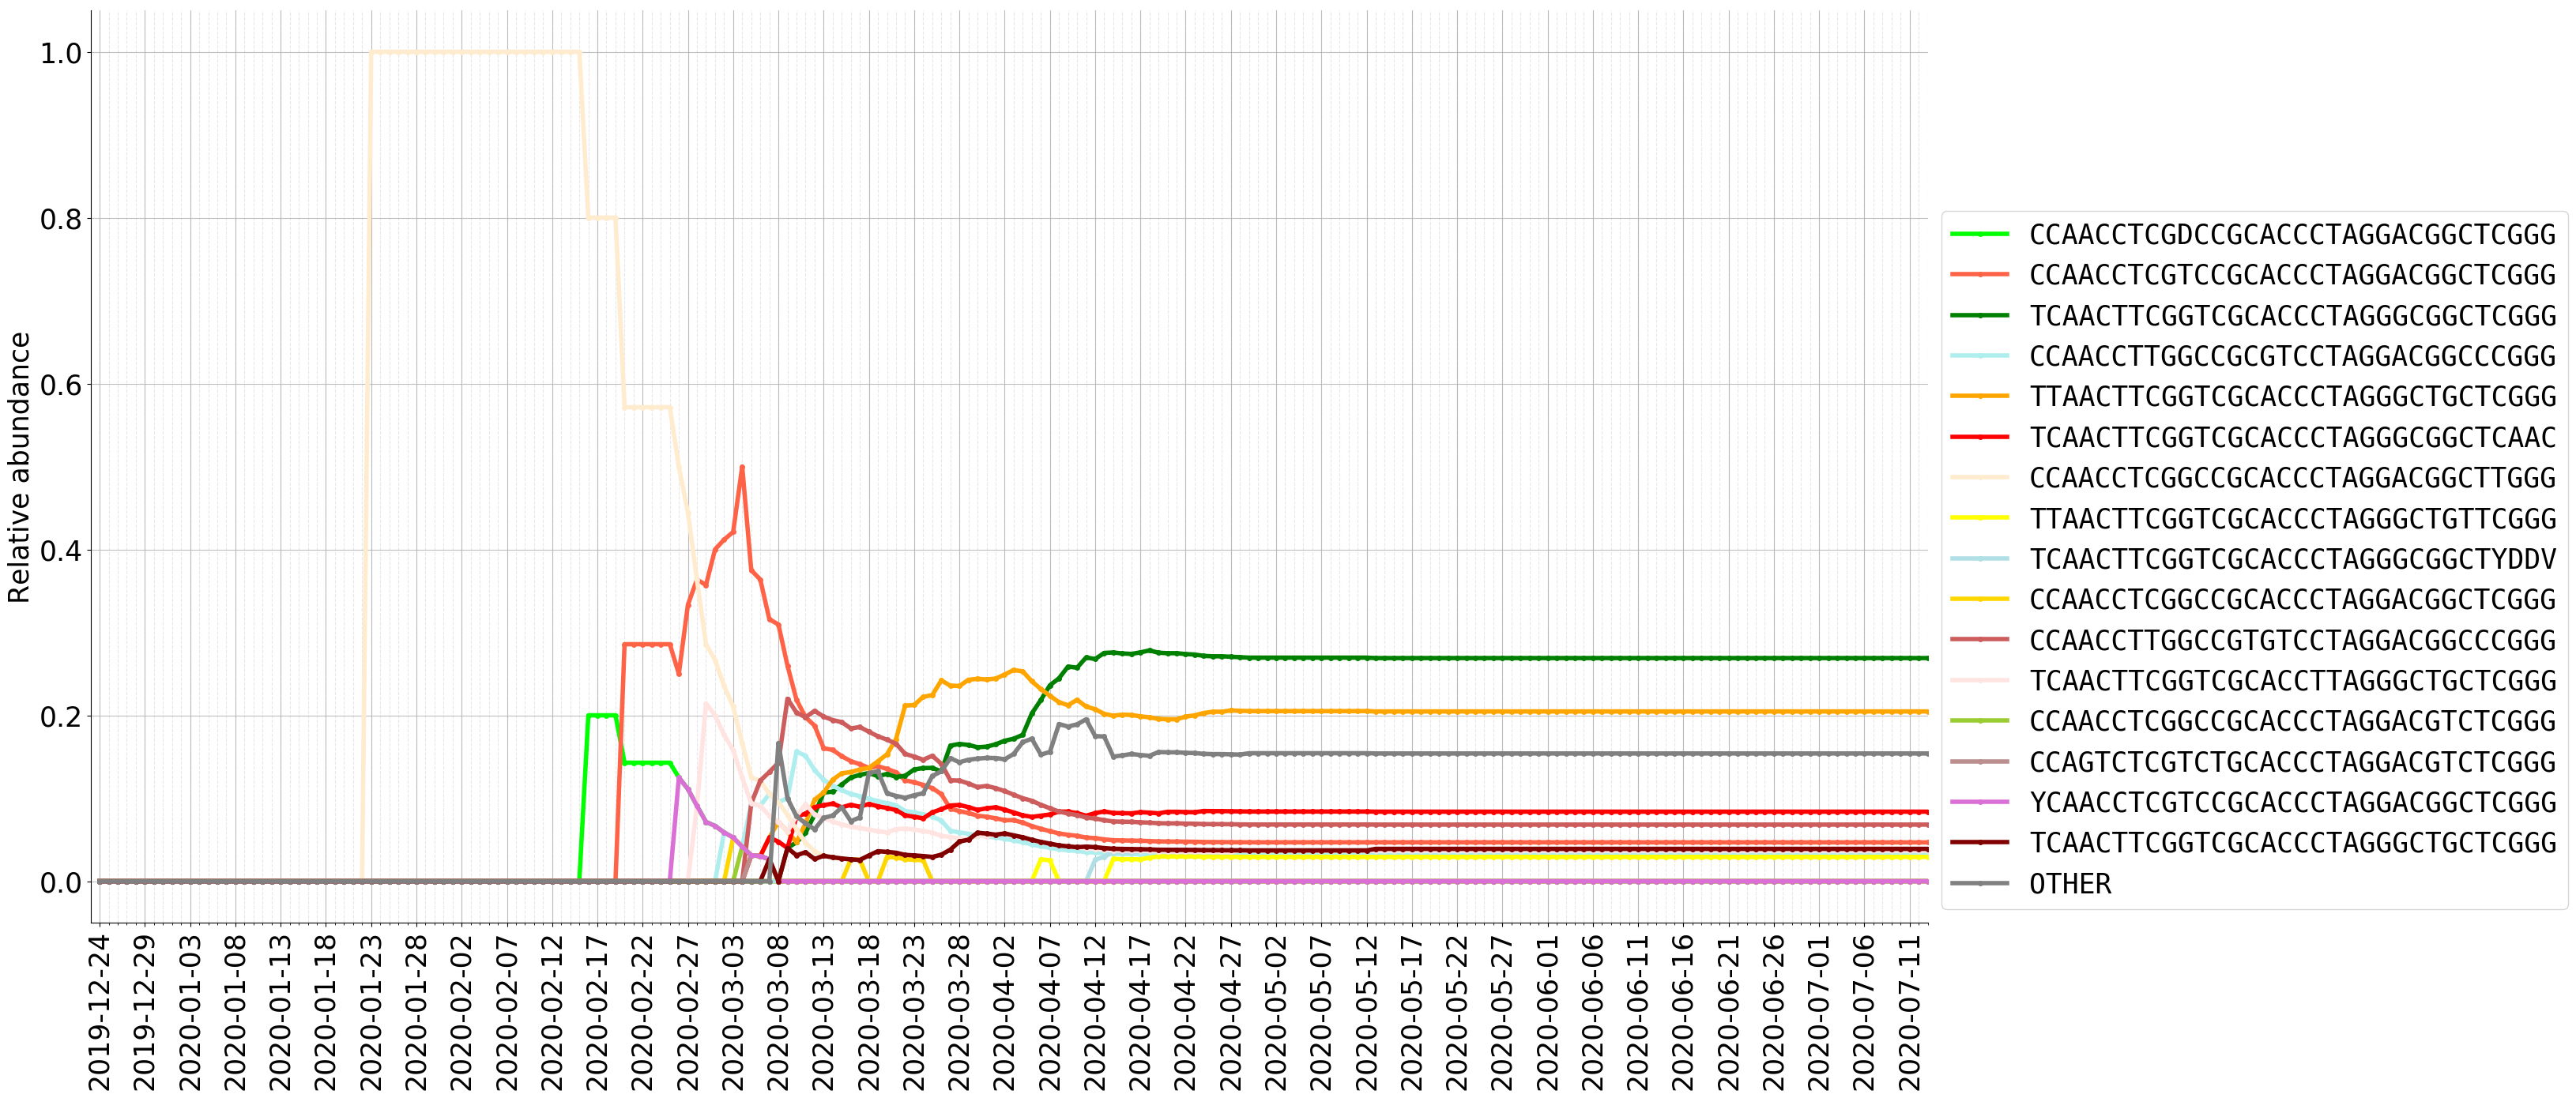 Relative abundance
1.0
0.8
0.6
0.4
0.2
0.0
2019-12-24
2019-12-29
2020-01-03
2020-01-08
2020-01-13
2020-01-18
2020-01-23
2020-01-28
2020-02-02
2020-02-07
2020-02-12
2020-02-17
2020-02-22
2020-02-27
2020-03-03
2020-03-08
2020-03-13
2020-03-18
2020-03-23
2020-03-28
2020-04-02
2020-04-07
2020-04-12
2020-04-17
2020-04-22
2020-04-27
2020-05-02
2020-05-07
2020-05-12
2020-05-17
2020-05-22
2020-05-27
2020-06-01
2020-06-06
2020-06-11
2020-06-16
2020-06-21
2020-06-26
2020-07-01
2020-07-06
2020-07-11
CCAACCTCGDCCGCACCCTAGGACGGCTCGGG
CCAACCTCGTCCGCACCCTAGGACGGCTCGGG
TCAACTTCGGTCGCACCCTAGGGCGGCTCGGG
CCAACCTTGGCCGCGTCCTAGGACGGCCCGGG
TTAACTTCGGTCGCACCCTAGGGCTGCTCGGG
TCAACTTCGGTCGCACCCTAGGGCGGCTCAAC
CCAACCTCGGCCGCACCCTAGGACGGCTTGGG
TTAACTTCGGTCGCACCCTAGGGCTGTTCGGG
TCAACTTCGGTCGCACCCTAGGGCGGCTYDDV
CCAACCTCGGCCGCACCCTAGGACGGCTCGGG
CCAACCTTGGCCGTGTCCTAGGACGGCCCGGG
TCAACTTCGGTCGCACCTTAGGGCTGCTCGGG
CCAACCTCGGCCGCACCCTAGGACGTCTCGGG
CCAGTCTCGTCTGCACCCTAGGACGTCTCGGG
YCAACCTCGTCCGCACCCTAGGACGGCTCGGG
TCAACTTCGGTCGCACCCTAGGGCTGCTCGGG
OTHER